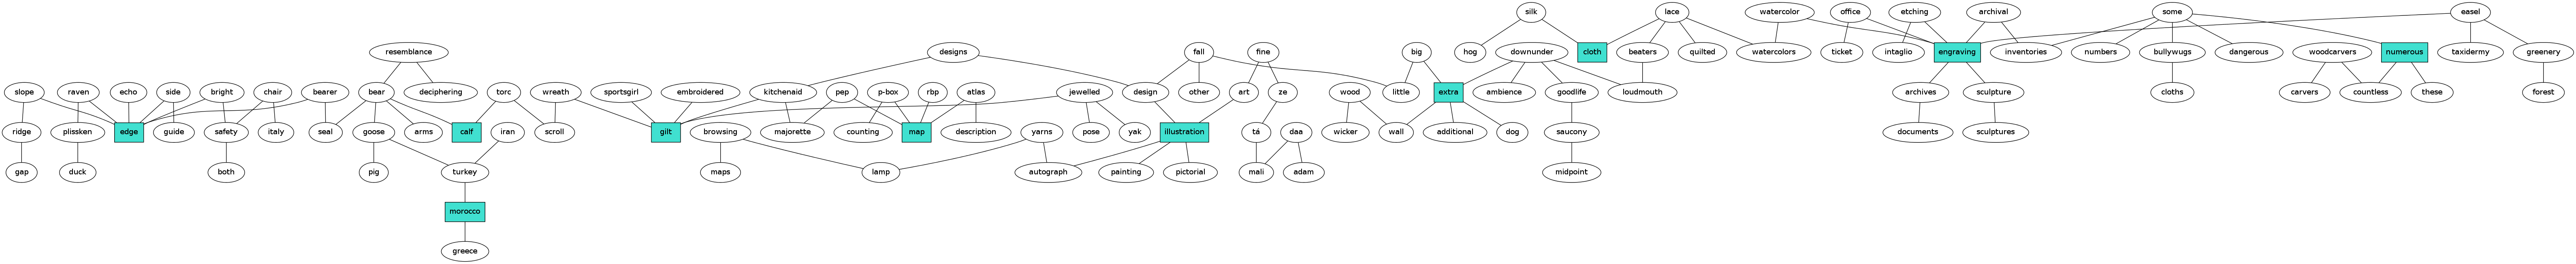 silk lace watercolor office etching archival some easel
resemblance designs fall fine big downunder cloth beaters quilted watercolors ticket intaglio engraving inventories numbers bullywugs dangerous woodcarvers numerous taxidermy greenery
slope raven echo side bright chair bearer bear deciphering torc wreath sportsgirl embroidered kitchenaid pep p-box rbp atlas jewelled design other art ze wood little extra ambience goodlife loudmouth archives sculpture cloths carvers countless these forest
ridge plissken edge guide safety italy seal goose arms calf iran scroll gilt browsing majorette counting map description yarns pose yak illustration tá daa wicker wall additional dog saucony documents sculptures
gap duck both pig turkey maps lamp autograph painting pictorial mali adam midpoint
morocco
greece